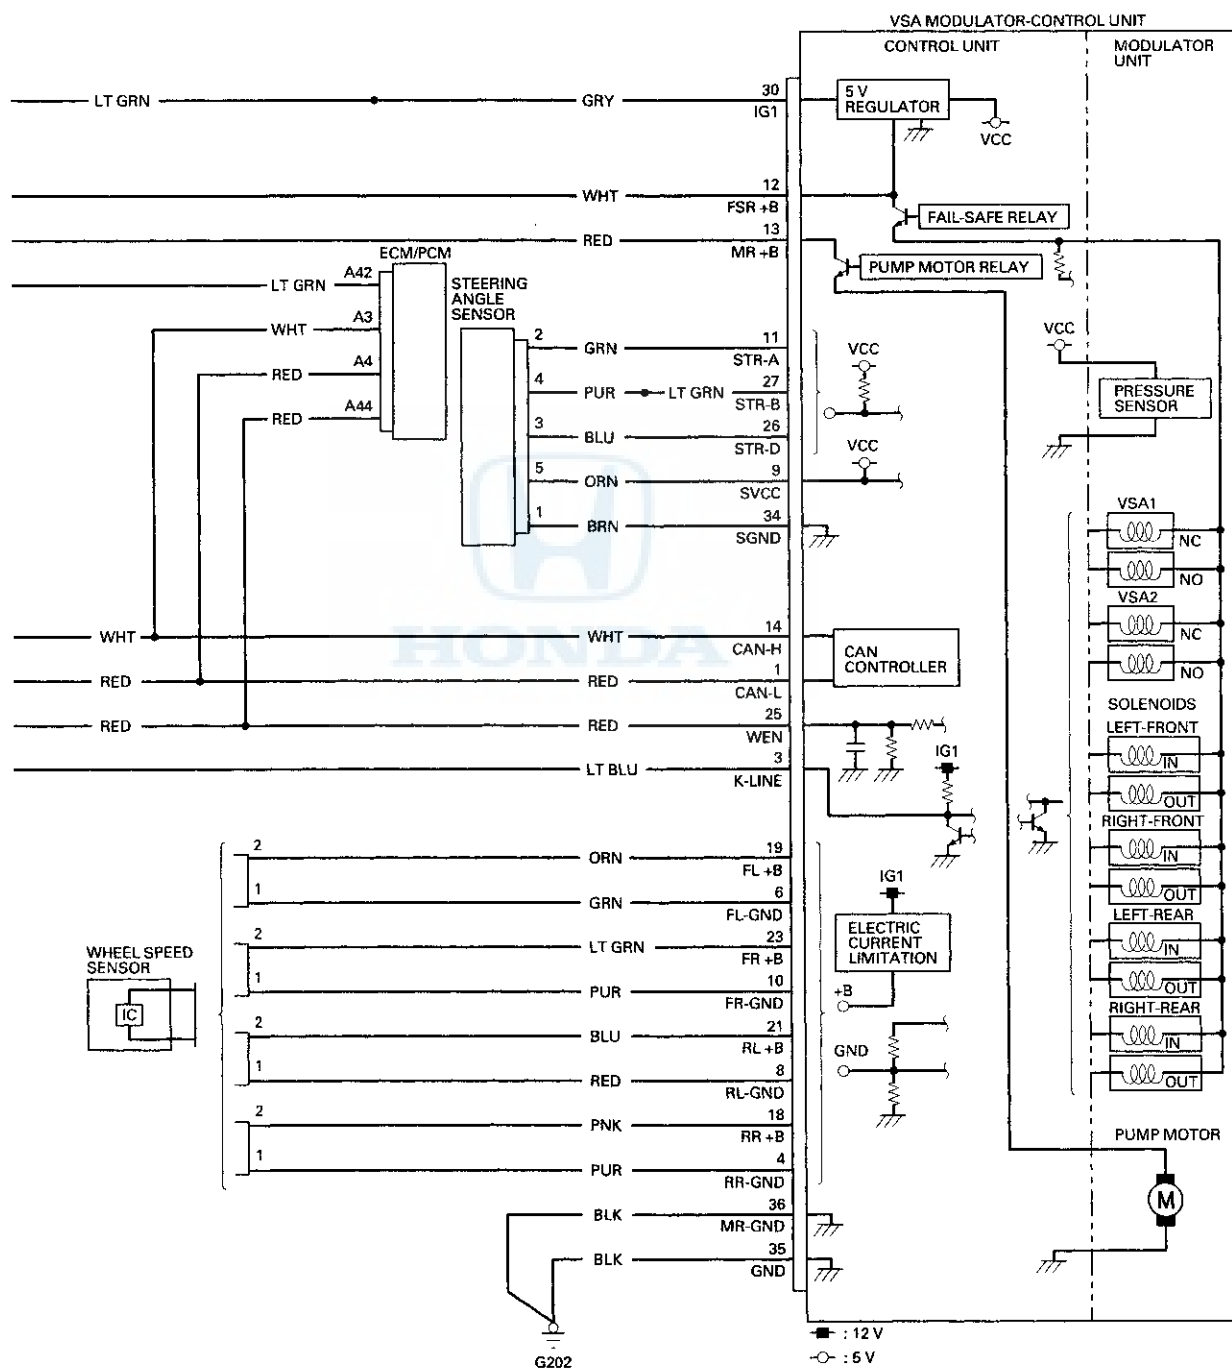 VSA MODULATOR-CONTROL UNIT
CONTROL UNIT
MODULATOR
UNIT
LT GRN
GRY
30
IG1
5 V
REGULATOR
VCC
WHT
12
FSR +B
FAIL-SAFE RELAY
RED
13
MR +B
PUMP MOTOR RELAY
ECM/PCM
LT GRN
A42
WHT
A3
RED
A4
RED
A44
STEERING
ANGLE
SENSOR
2
GRN
11
STR-A
4
PUR
LT GRN
27
STR-B
3
BLU
26
STR-D
5
ORN
9
SVCC
1
BRN
34
SGND
VCC
VCC
VCC
PRESSURE
SENSOR
HONDA
WHT
WHT
14
CAN-H
RED
RED
1
CAN-L
CAN
CONTROLLER
RED
RED
25
WEN
LT BLU
3
K-LINE
IG1
VSA1
NC
NO
VSA2
NC
NO
SOLENOIDS
LEFT-FRONT
IN
OUT
RIGHT-FRONT
IN
OUT
LEFT-REAR
IN
OUT
RIGHT-REAR
IN
OUT
WHEEL SPEED
SENSOR
IC
2
ORN
19
FL +B
1
GRN
6
FL-GND
2
LT GRN
23
FR +B
1
PUR
10
FR-GND
2
BLU
21
RL +B
1
RED
8
RL-GND
2
PNK
18
RR +B
1
PUR
4
RR-GND
IG1
ELECTRIC
CURRENT
LIMITATION
+B
GND
BLK
36
MR-GND
BLK
35
GND
PUMP MOTOR
M
G202
: 12 V
: 5 V